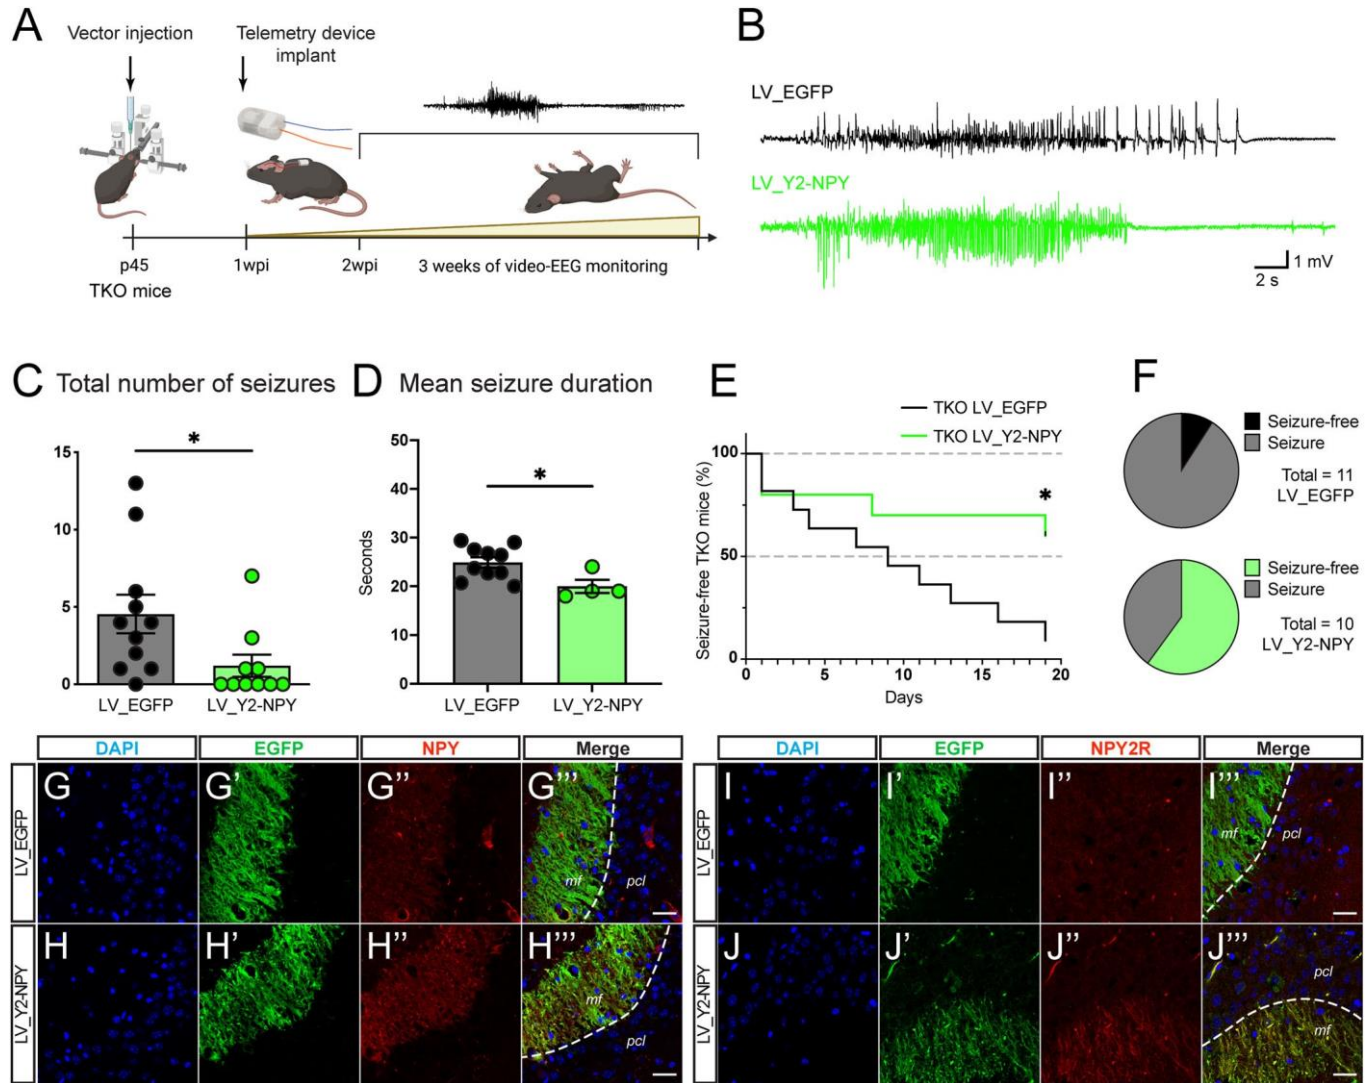 A
Vector injection
Telemetry device
implant
p45
TKO mice
1wpi
2wpi
3 weeks of video-EEG monitoring
B
LV_EGFP
LV_Y2-NPY
1 mV
2 s
C Total number of seizures
*
15
10
5
0
LV_EGFP LV_Y2-NPY
D Mean seizure duration
*
Seconds
50
40
30
20
10
0
LV_EGFP LV_Y2-NPY
E
TKO LV_EGFP
TKO LV_Y2-NPY
*
Seizure-free TKO mice (%)
100
50
0
0 5 10 15 20
Days
F
Seizure-free
Seizure
Total = 11
LV_EGFP
Seizure-free
Seizure
Total = 10
LV_Y2-NPY
DAPI EGFP NPY Merge
LV_EGFP
G G' G'' G'''
mf pcl
LV_Y2-NPY
H H' H'' H'''
mf
pcl
DAPI EGFP NPY2R Merge
LV_EGFP
I I' I'' I'''
mf pcl
LV_Y2-NPY
J J' J'' J'''
pcl
mf